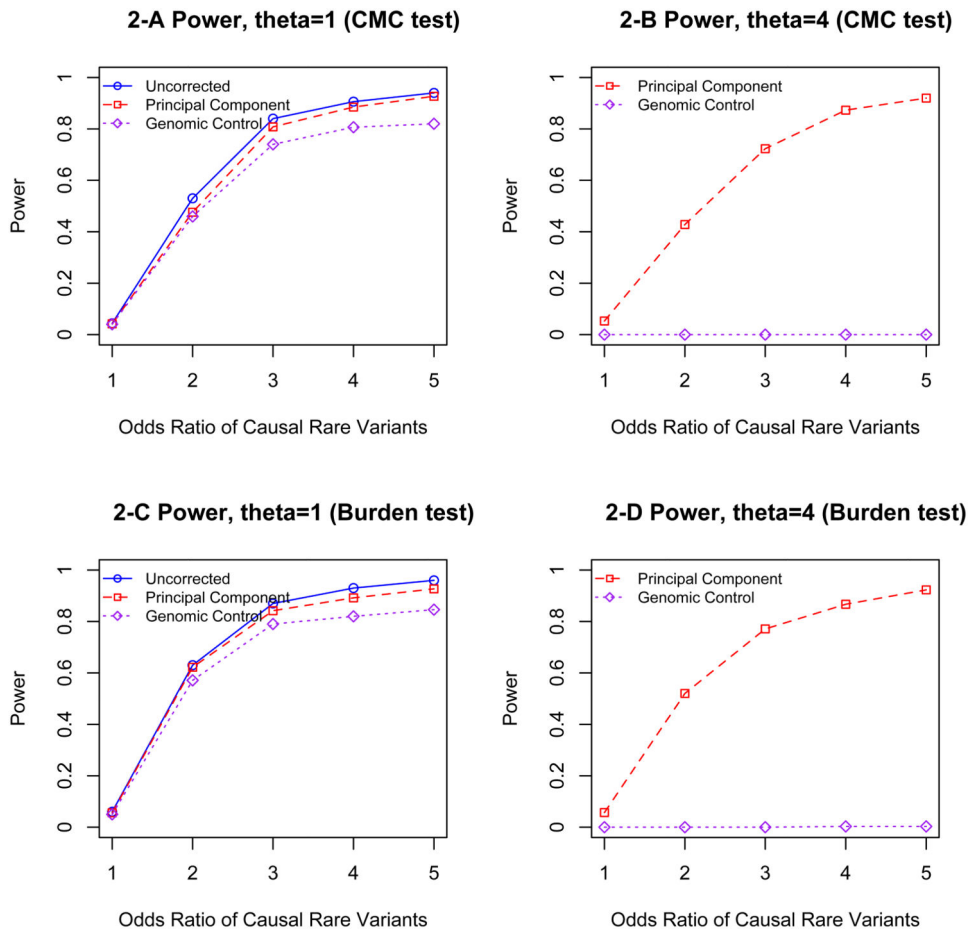 2-A Power, theta=1 (CMC test)
Uncorrected
Principal Component
Genomic Control
Power
0
0.2
0.4
0.6
0.8
1
1 2 3 4 5
Odds Ratio of Causal Rare Variants
2-B Power, theta=4 (CMC test)
Principal Component
Genomic Control
Power
0
0.2
0.4
0.6
0.8
1
1 2 3 4 5
Odds Ratio of Causal Rare Variants
2-C Power, theta=1 (Burden test)
Uncorrected
Principal Component
Genomic Control
Power
0
0.2
0.4
0.6
0.8
1
1 2 3 4 5
Odds Ratio of Causal Rare Variants
2-D Power, theta=4 (Burden test)
Principal Component
Genomic Control
Power
0
0.2
0.4
0.6
0.8
1
1 2 3 4 5
Odds Ratio of Causal Rare Variants